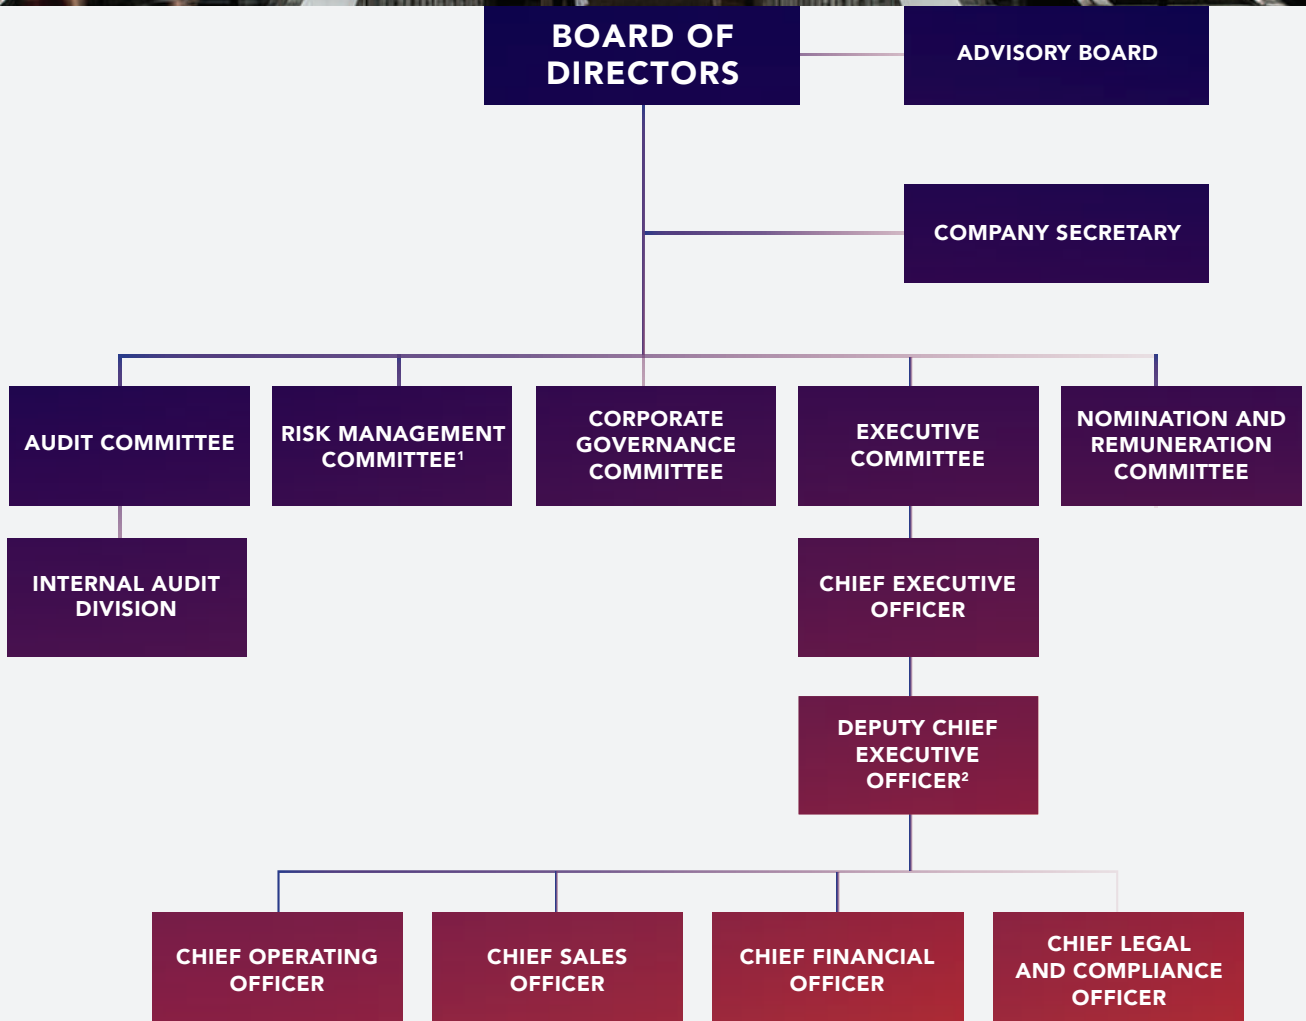 BOARD OF
DIRECTORS
ADVISORY BOARD
COMPANY SECRETARY
AUDIT COMMITTEE
RISK MANAGEMENT
COMMITTEE¹
CORPORATE
GOVERNANCE
COMMITTEE
EXECUTIVE
COMMITTEE
NOMINATION AND
REMUNERATION
COMMITTEE
INTERNAL AUDIT
DIVISION
CHIEF EXECUTIVE
OFFICER
DEPUTY CHIEF
EXECUTIVE
OFFICER²
CHIEF OPERATING
OFFICER
CHIEF SALES
OFFICER
CHIEF FINANCIAL
OFFICER
CHIEF LEGAL
AND COMPLIANCE
OFFICER